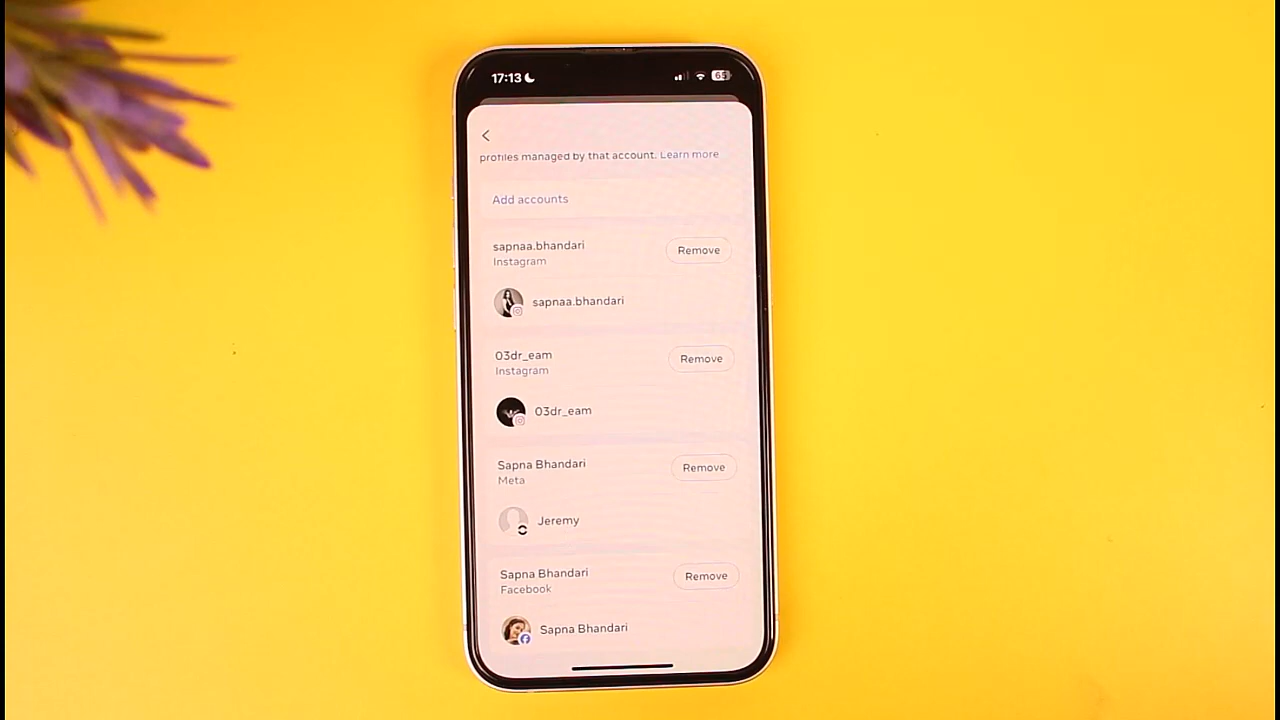 17:13
65
profiles managed by that account. Learn more
Add accounts
sapnaa.bhandari
Remove
Instagram
sapnaa.bhandari
03dr_eam
Remove
Instagram
03dr_eam
Sapna Bhandari
Remove
Meta
Jeremy
Sapna Bhandari
Remove
Facebook
Sapna Bhandari